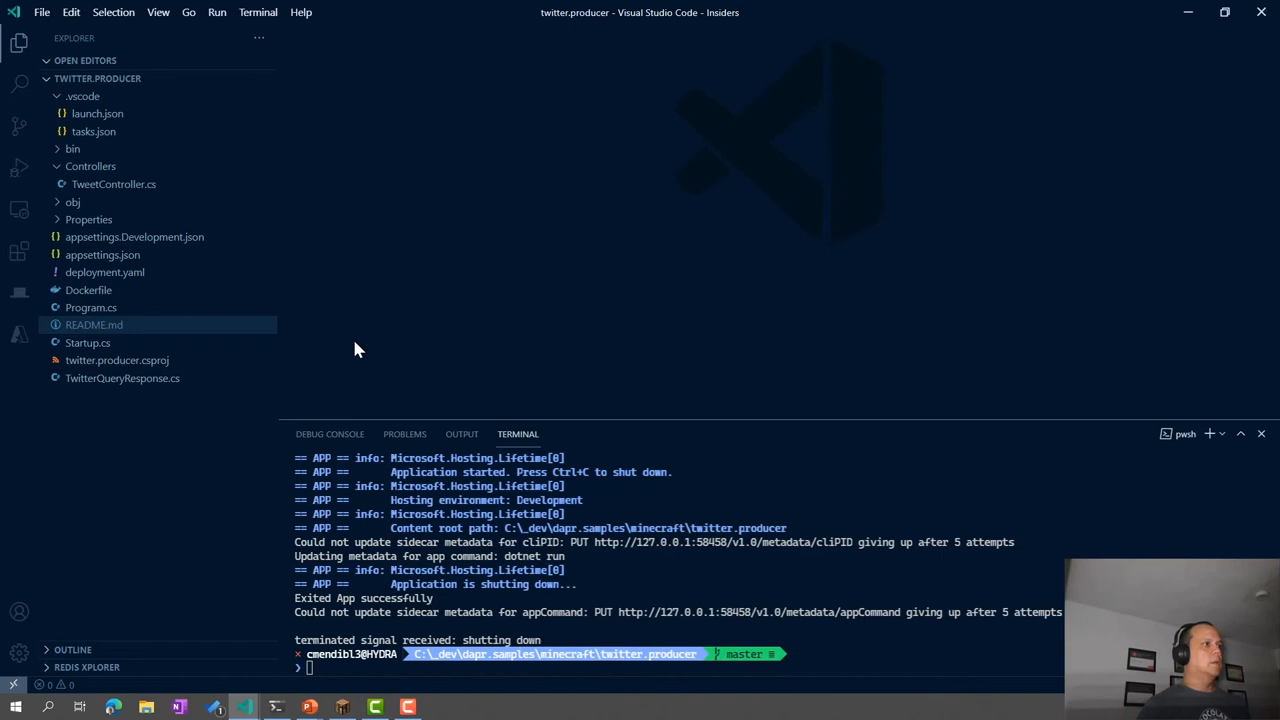 File Edit Selection View Go Run Terminal Help
twitter.producer - Visual Studio Code - Insiders
EXPLORER
OPEN EDITORS
TWITTER.PRODUCER
.vscode
{} launch.json
{} tasks.json
bin
Controllers
C# TweetController.cs
obj
Properties
{} appsettings.Development.json
{} appsettings.json
! deployment.yaml
Dockerfile
C# Program.cs
README.md
C# Startup.cs
twitter.producer.csproj
C# TwitterQueryResponse.cs
OUTLINE
REDIS XPLORER
0 0
DEBUG CONSOLE PROBLEMS OUTPUT TERMINAL
pwsh
== APP == info: Microsoft.Hosting.Lifetime[0]
== APP == Application started. Press Ctrl+C to shut down.
== APP == info: Microsoft.Hosting.Lifetime[0]
== APP == Hosting environment: Development
== APP == info: Microsoft.Hosting.Lifetime[0]
== APP == Content root path: C:\_dev\dapr.samples\minecraft\twitter.producer
Could not update sidecar metadata for cliPID: PUT http://127.0.0.1:58458/v1.0/metadata/cliPID giving up after 5 attempts
Updating metadata for app command: dotnet run
== APP == info: Microsoft.Hosting.Lifetime[0]
== APP == Application is shutting down...
Exited App successfully
Could not update sidecar metadata for appCommand: PUT http://127.0.0.1:58458/v1.0/metadata/appCommand giving up after 5 attempts
terminated signal received: shutting down
× cmendibl3@HYDRA C:\_dev\dapr.samples\minecraft\twitter.producer master ≡
❯